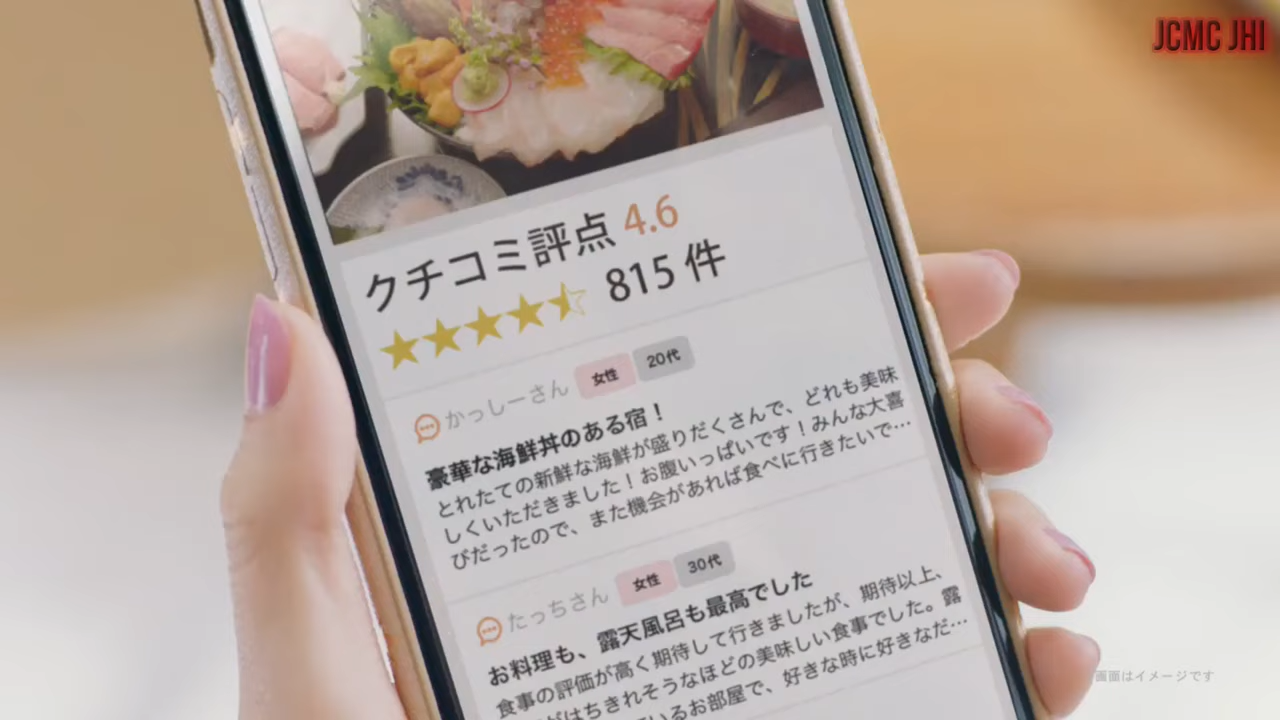 JCMC JHI
クチコミ評点 4.6
815 件
かっしーさん 女性 20代
豪華な海鮮丼のある宿！
とれたての新鮮な海鮮が盛りだくさんで、どれも美味
しくいただきました！お腹いっぱいです！みんな大喜
びだったので、また機会があれば食べに行きたいで…
たっちさん 女性 30代
お料理も、露天風呂も最高でした
食事の評価が高く期待して行きましたが、期待以上、
がはちきれそうなほどの美味しい食事でした。露
いるお部屋で、好きな時に好きなだ…
画面はイメージです